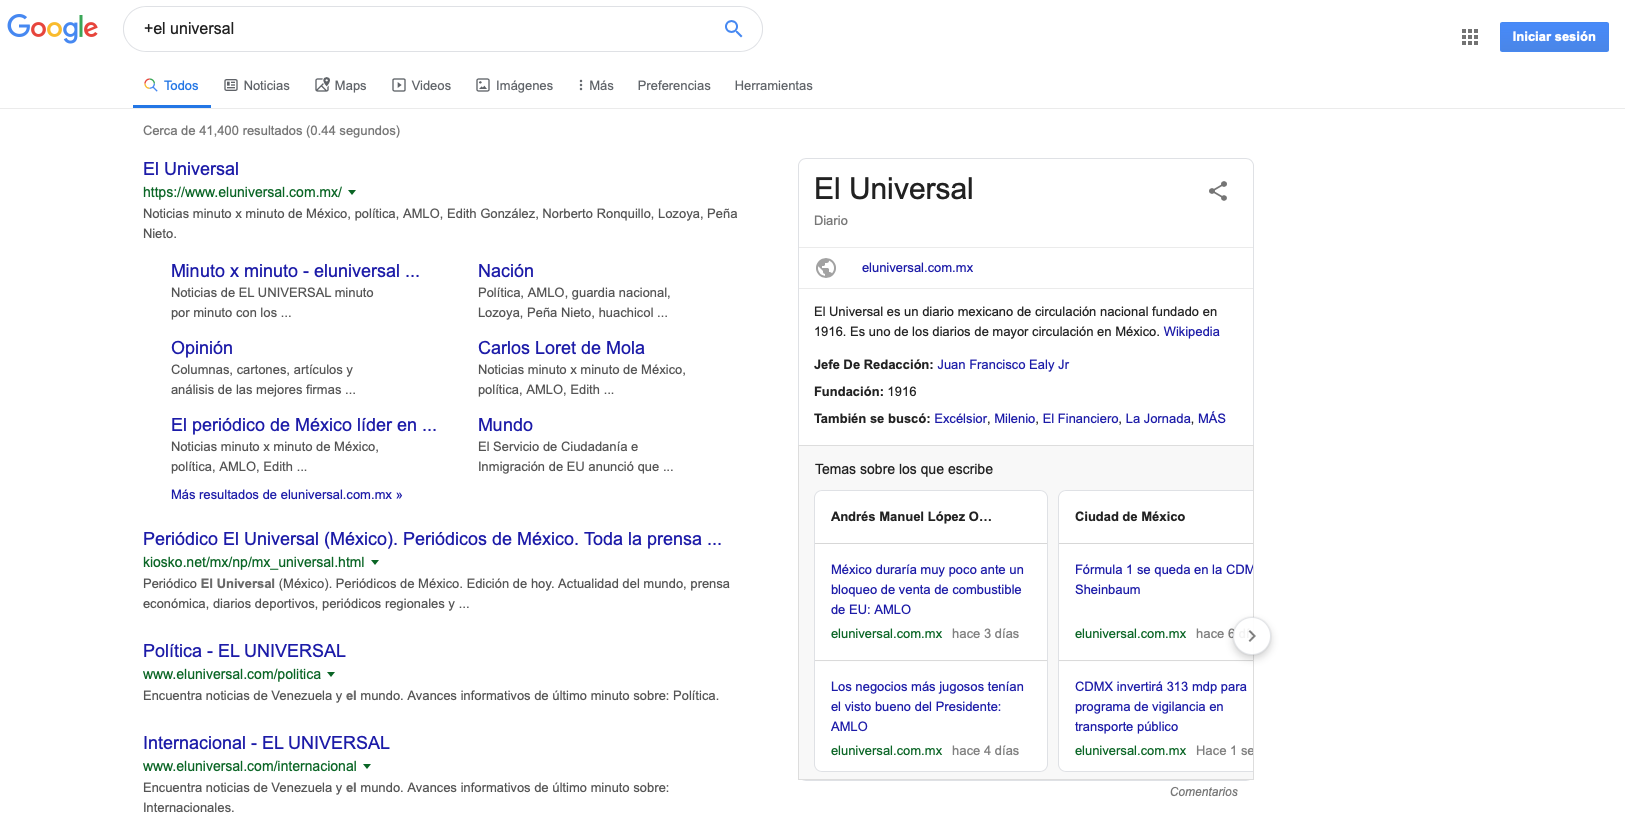 Google
+el universal
Iniciar sesión
Todos
Noticias
Maps
Videos
Imágenes
Más
Preferencias
Herramientas
Cerca de 41,400 resultados (0.44 segundos)
El Universal
https://www.eluniversal.com.mx/
Noticias minuto x minuto de México, política, AMLO, Edith González, Norberto Ronquillo, Lozoya, Peña
Nieto.
Minuto x minuto - eluniversal ...
Noticias de EL UNIVERSAL minuto
por minuto con los ...
Nación
Política, AMLO, guardia nacional,
Lozoya, Peña Nieto, huachicol ...
Opinión
Columnas, cartones, artículos y
análisis de las mejores firmas ...
Carlos Loret de Mola
Noticias minuto x minuto de México,
política, AMLO, Edith ...
El periódico de México líder en ...
Noticias minuto x minuto de México,
política, AMLO, Edith ...
Mundo
El Servicio de Ciudadanía e
Inmigración de EU anunció que ...
Más resultados de eluniversal.com.mx »
Periódico El Universal (México). Periódicos de México. Toda la prensa ...
kiosko.net/mx/np/mx_universal.html
Periódico El Universal (México). Periódicos de México. Edición de hoy. Actualidad del mundo, prensa
económica, diarios deportivos, periódicos regionales y ...
Política - EL UNIVERSAL
www.eluniversal.com/politica
Encuentra noticias de Venezuela y el mundo. Avances informativos de último minuto sobre: Política.
Internacional - EL UNIVERSAL
www.eluniversal.com/internacional
Encuentra noticias de Venezuela y el mundo. Avances informativos de último minuto sobre:
Internacionales.
El Universal
Diario
eluniversal.com.mx
El Universal es un diario mexicano de circulación nacional fundado en
1916. Es uno de los diarios de mayor circulación en México. Wikipedia
Jefe De Redacción: Juan Francisco Ealy Jr
Fundación: 1916
También se buscó: Excélsior, Milenio, El Financiero, La Jornada, MÁS
Temas sobre los que escribe
Andrés Manuel López O...
México duraría muy poco ante un
bloqueo de venta de combustible
de EU: AMLO
eluniversal.com.mx hace 3 días
Los negocios más jugosos tenían
el visto bueno del Presidente:
AMLO
eluniversal.com.mx hace 4 días
Ciudad de México
Fórmula 1 se queda en la CDM
Sheinbaum
eluniversal.com.mx hace 6 d
CDMX invertirá 313 mdp para
programa de vigilancia en
transporte público
eluniversal.com.mx Hace 1 se
Comentarios